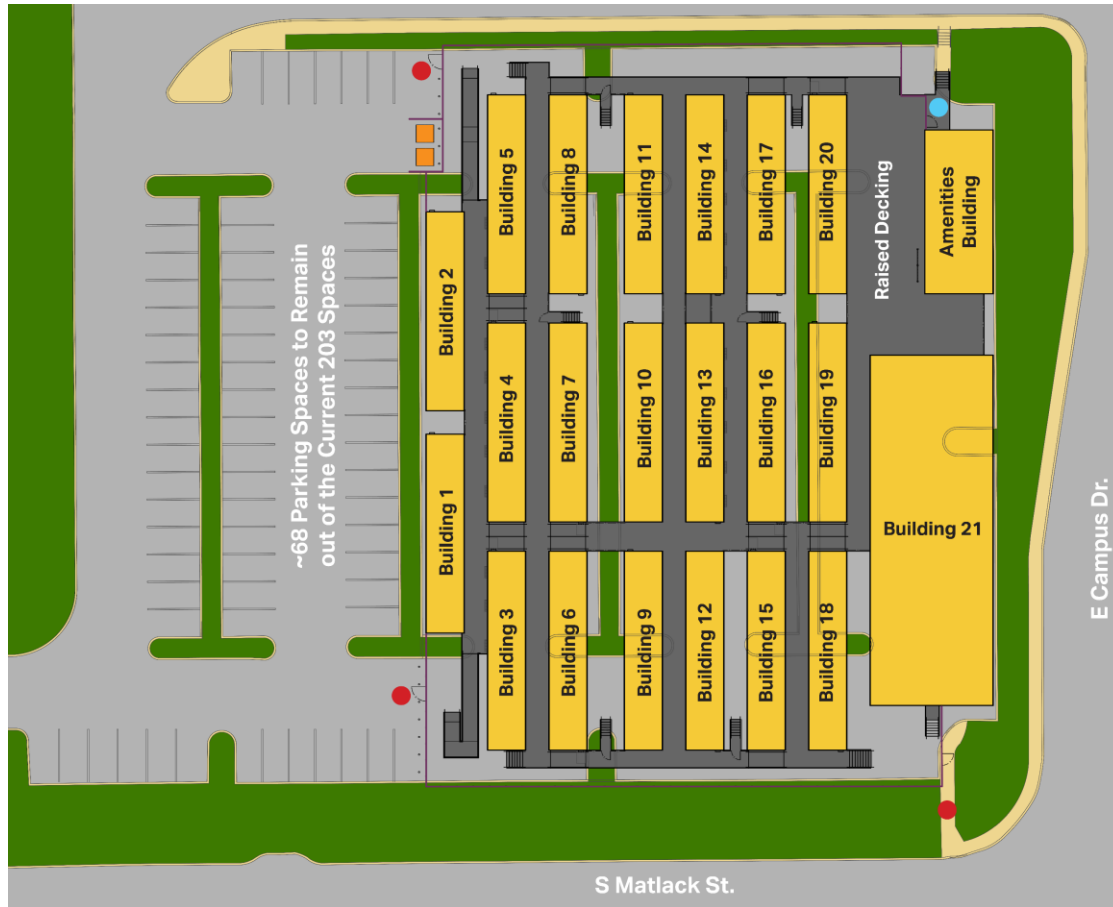 Building 5
Building 8
Building 11
Building 14
Building 17
Building 20
Raised Decking
Amenities
Building
Building 2
~68 Parking Spaces to Remain
out of the Current 203 Spaces
Building 4
Building 7
Building 10
Building 13
Building 16
Building 19
Building 21
Building 1
Building 3
Building 6
Building 9
Building 12
Building 15
Building 18
E Campus Dr.
S Matlack St.